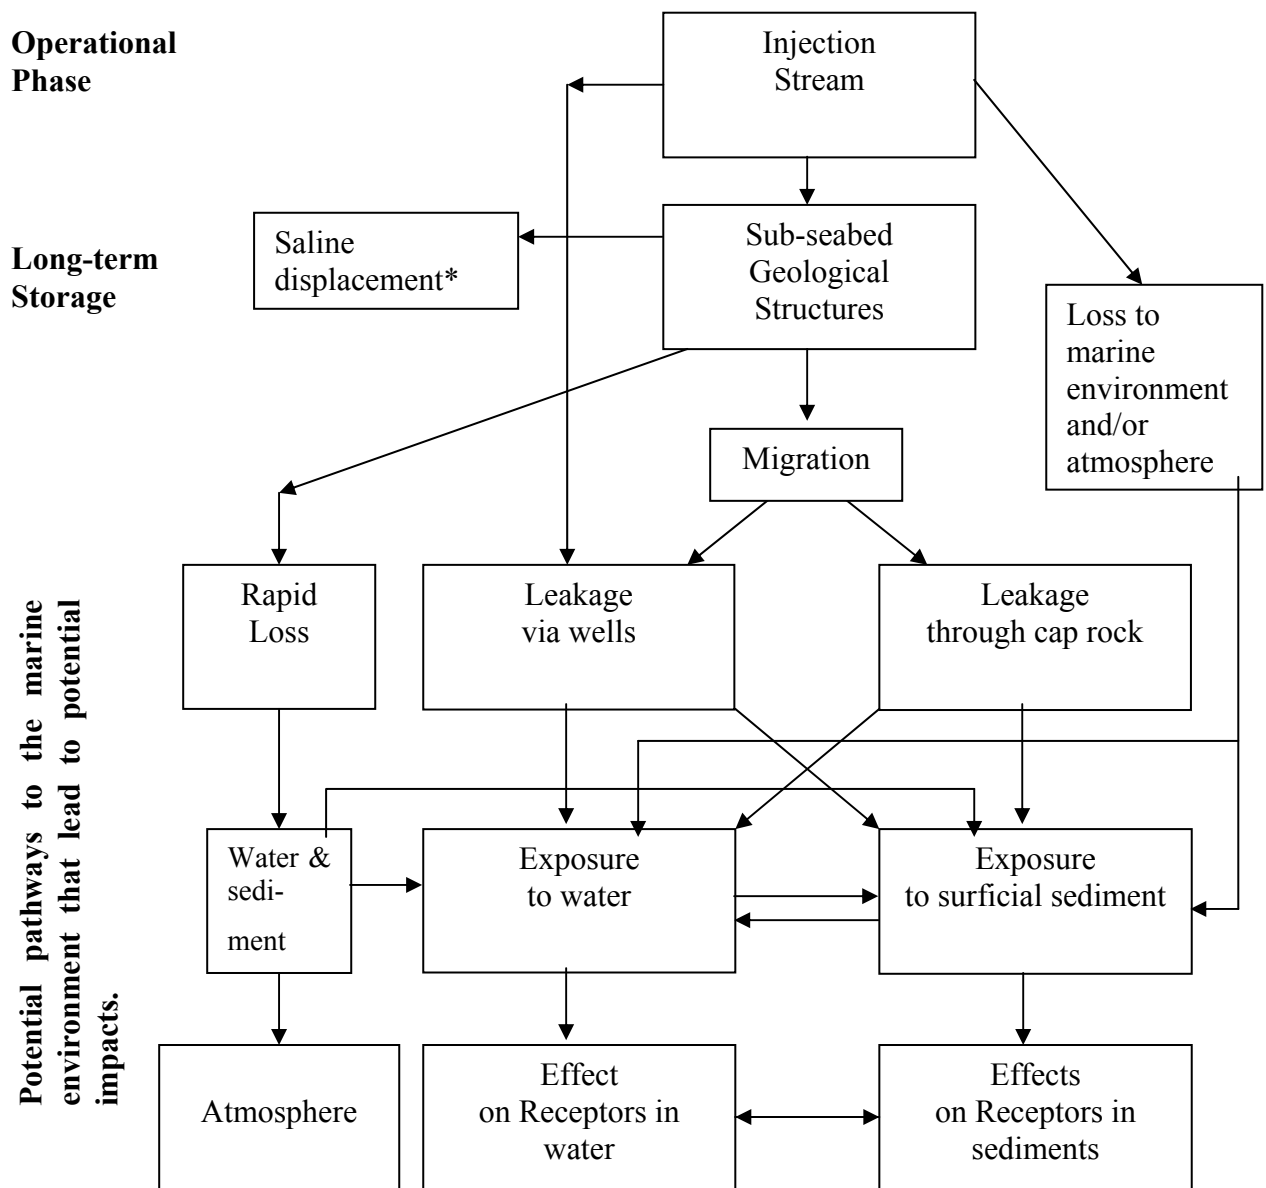 Operational
Phase
Injection
Stream
Long-term
Storage
Saline
displacement*
Sub-seabed
Geological
Structures
Loss to
marine
environment
and/or
atmosphere
Migration
Rapid
Loss
Leakage
via wells
Leakage
through cap rock
Potential pathways to the marine
environment that lead to potential
impacts.
Water &
sedi-
ment
Exposure
to water
Exposure
to surficial sediment
Atmosphere
Effect
on Receptors in
water
Effects
on Receptors in
sediments